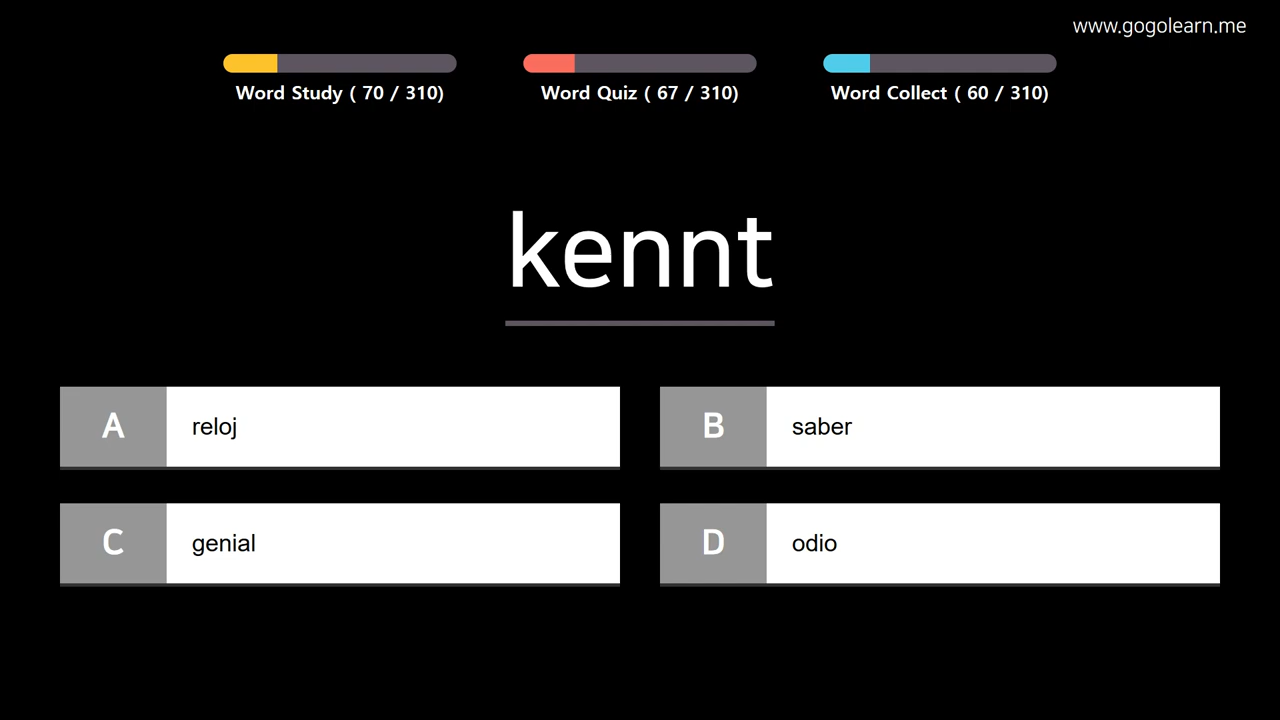 www.gogolearn.me
Word Study ( 70 / 310)
Word Quiz ( 67 / 310)
Word Collect ( 60 / 310)
kennt
A reloj
B saber
C genial
D odio